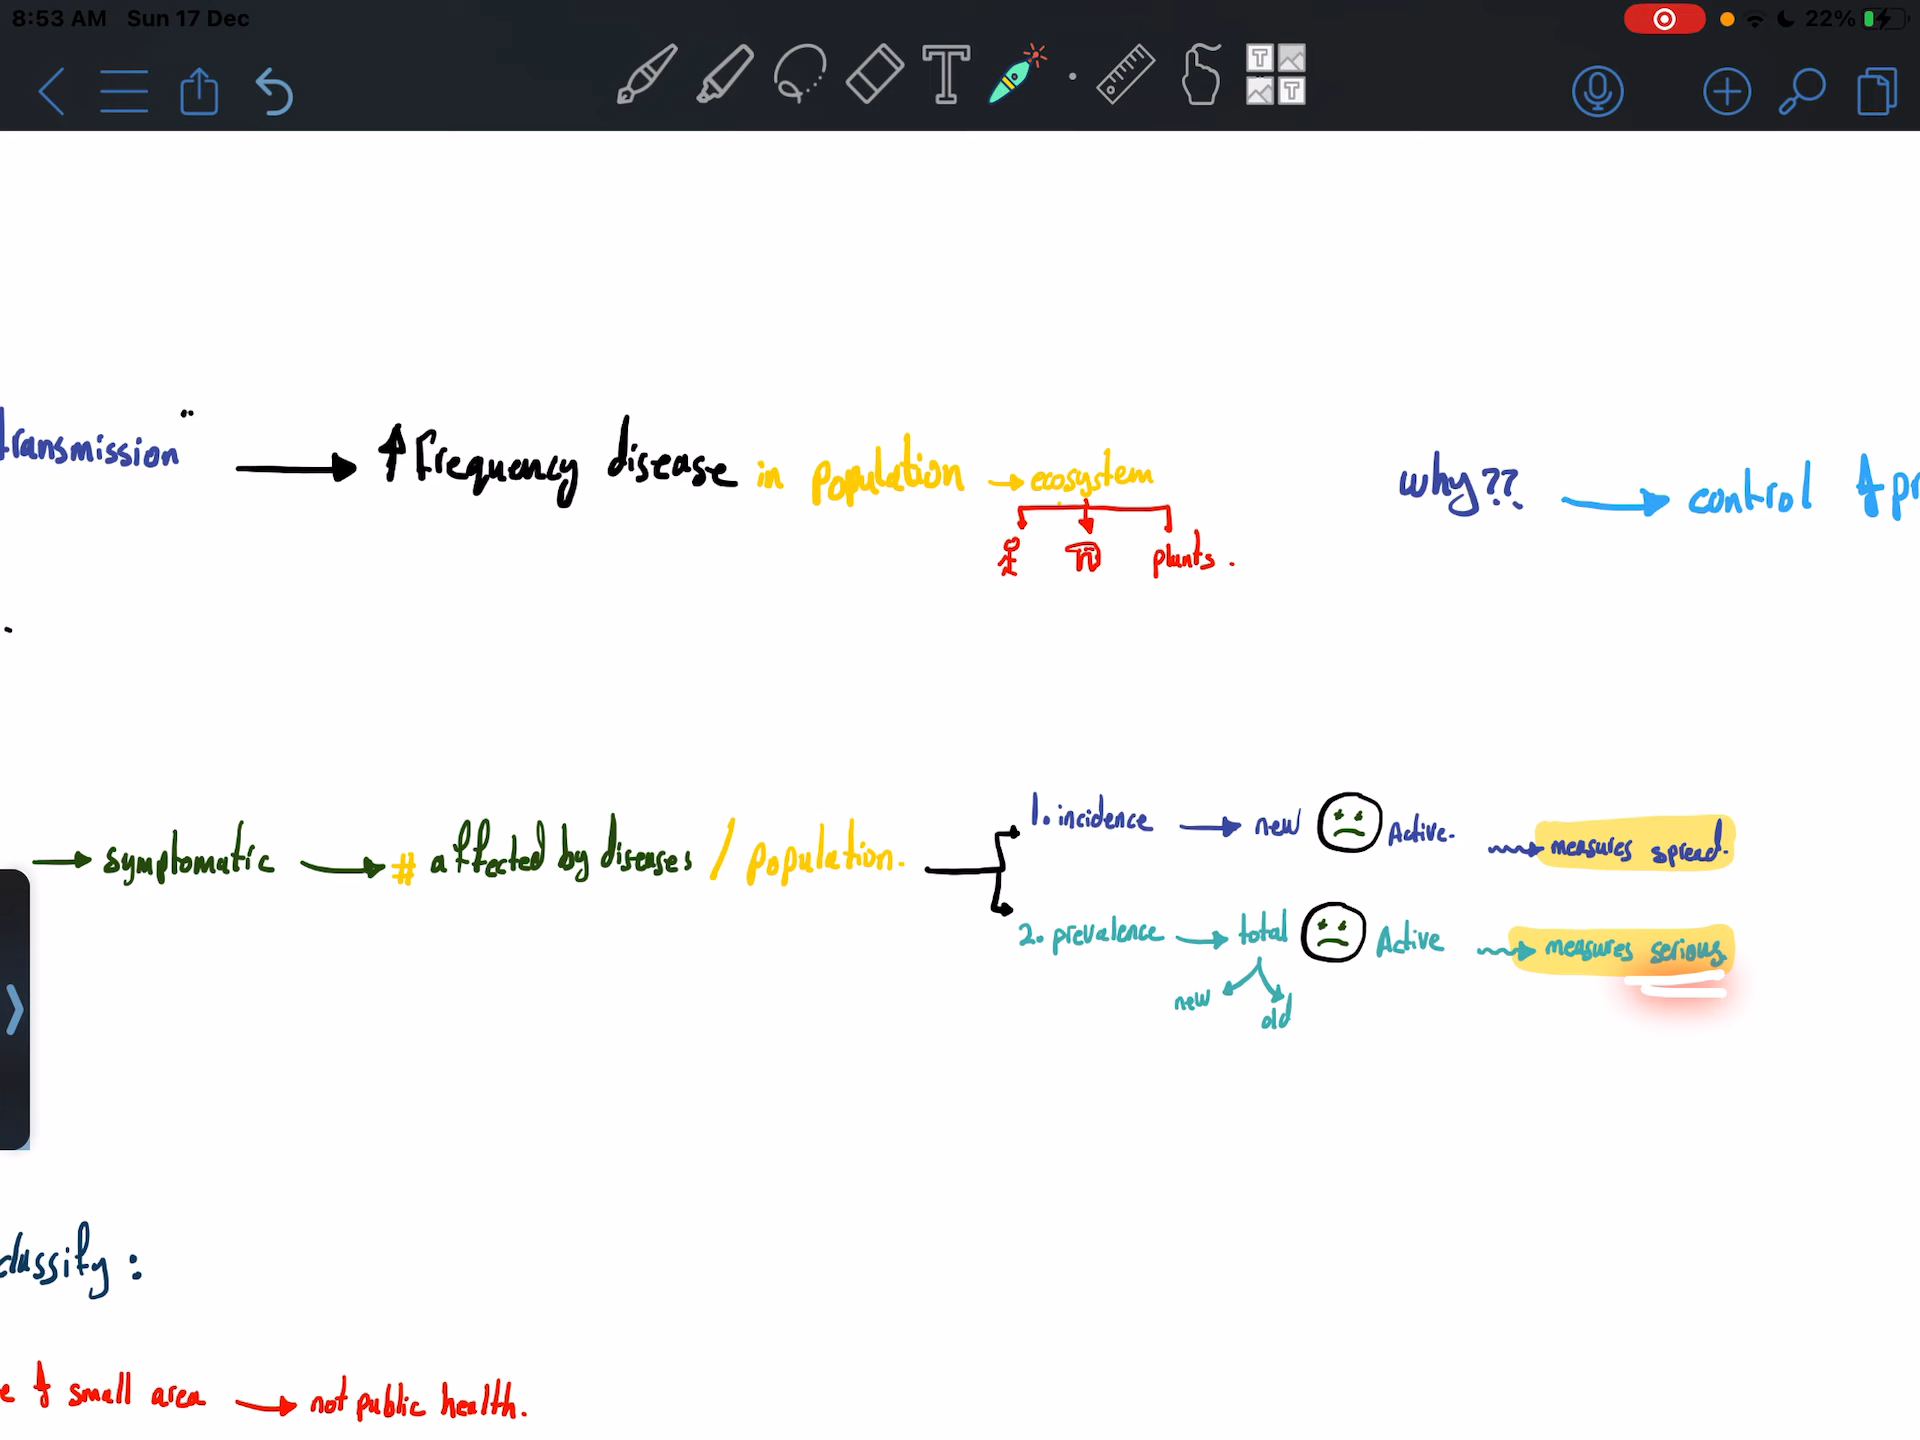 8:53 AM Sun 17 Dec 22%
T
T
T
transmission" → ↑ frequency disease in population → ecosystem
plants.
why?? → control &
→ symptomatic → # affected by diseases / population.
1. incidence → new Active. → measures spread.
2. prevalence → total Active → measures serious
new old
classify:
e & small area → not public health.